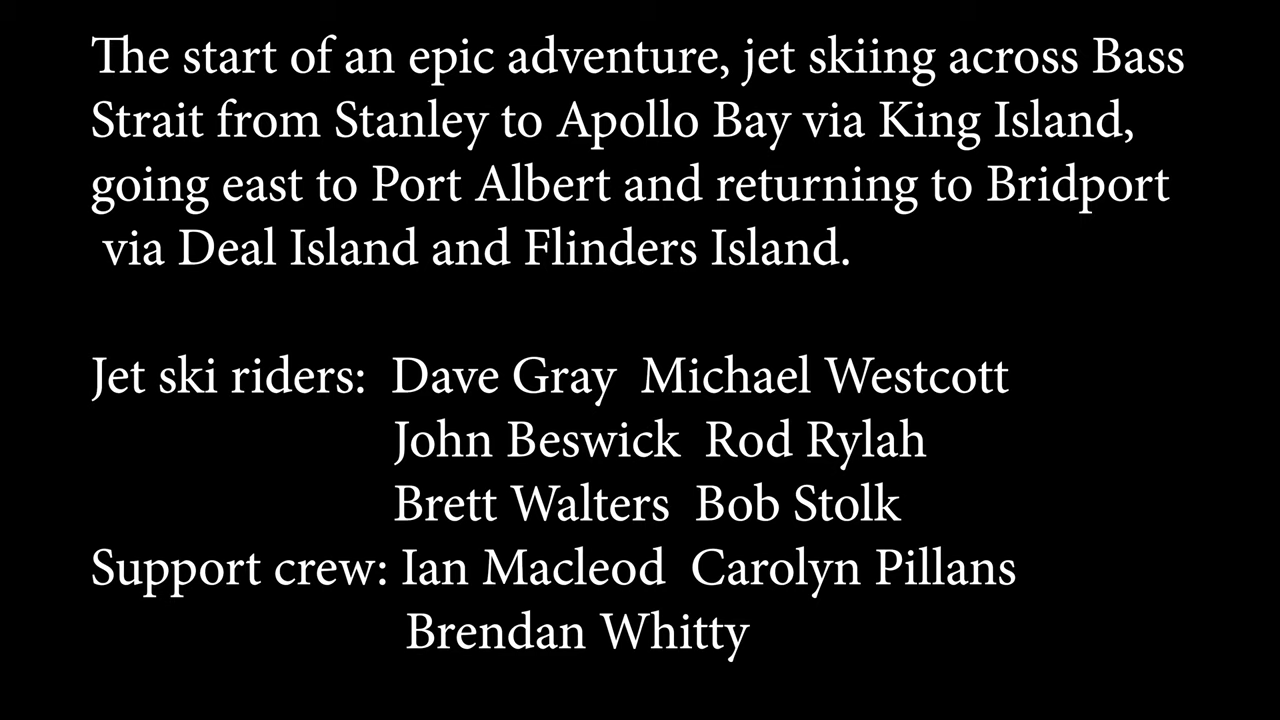 The start of an epic adventure, jet skiing across Bass
Strait from Stanley to Apollo Bay via King Island,
going east to Port Albert and returning to Bridport
via Deal Island and Flinders Island.
Jet ski riders: Dave Gray Michael Westcott
John Beswick Rod Rylah
Brett Walters Bob Stolk
Support crew: Ian Macleod Carolyn Pillans
Brendan Whitty